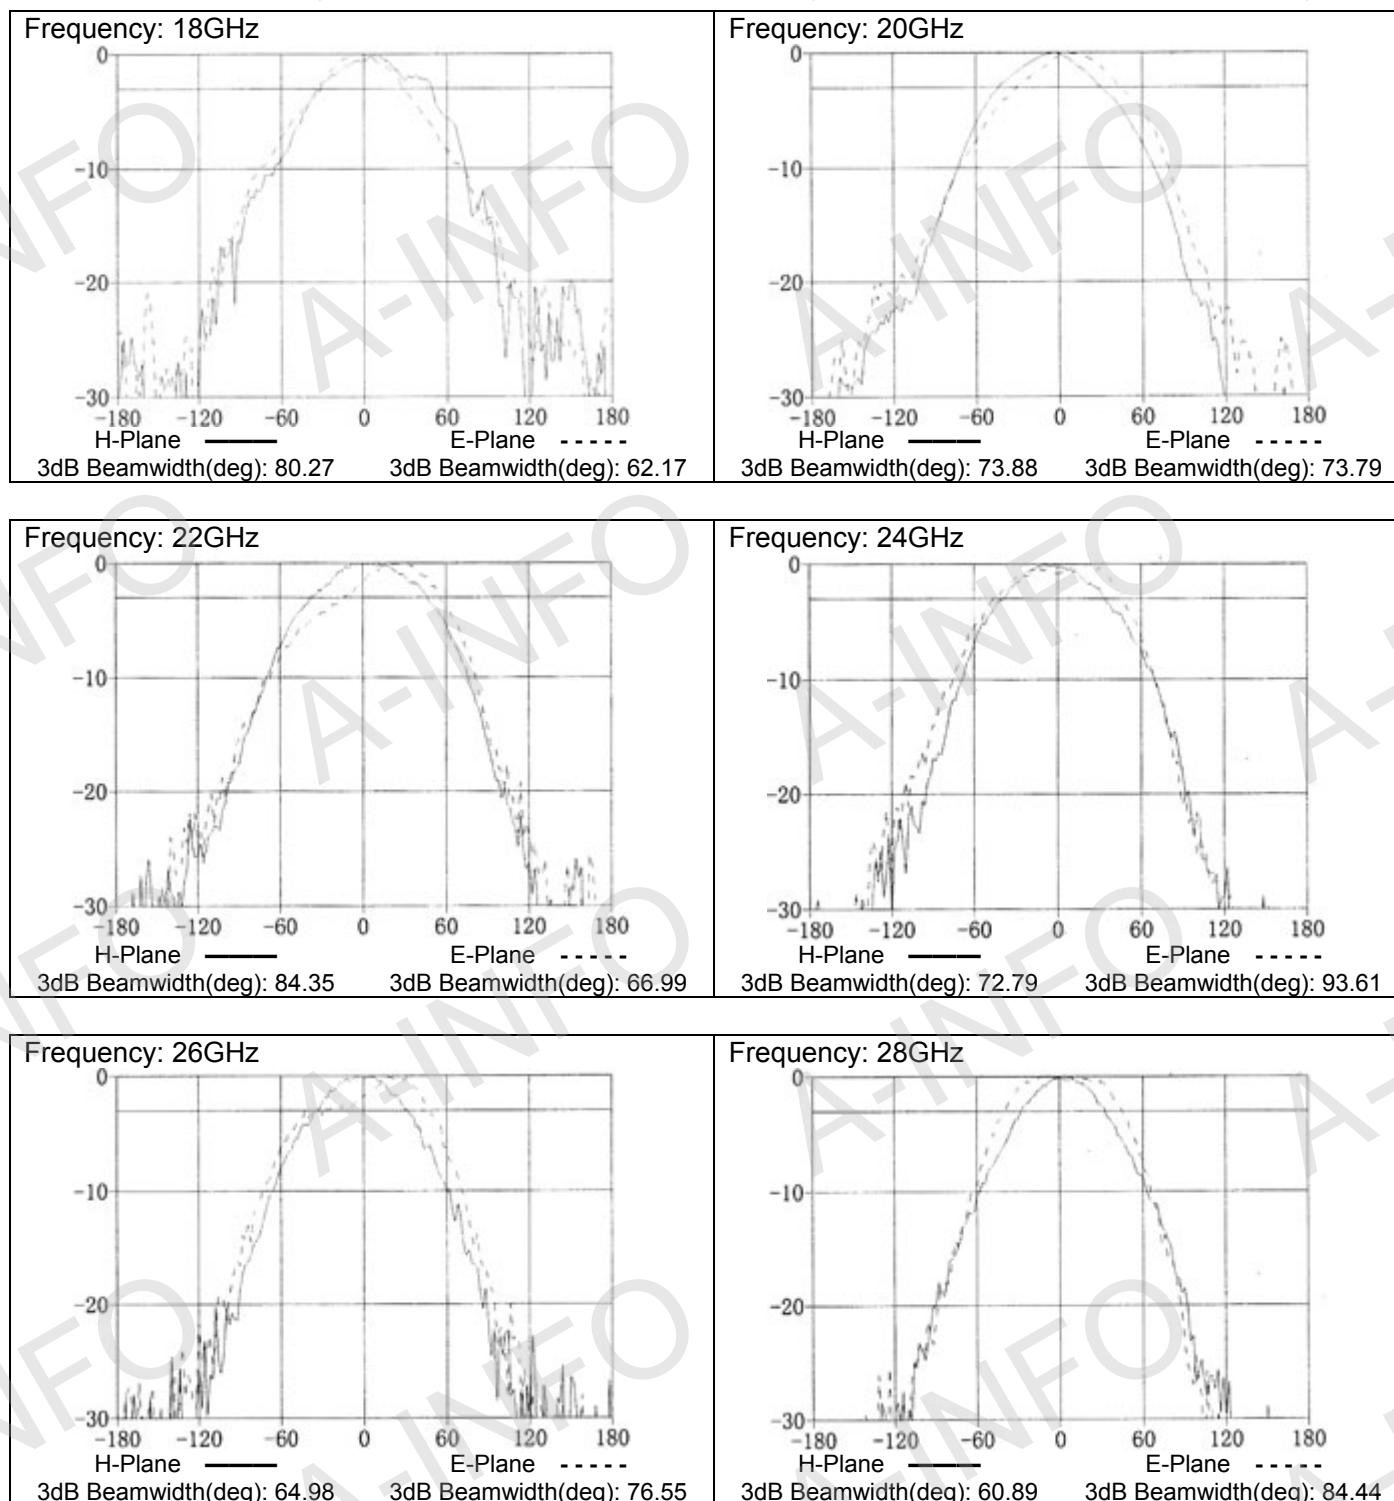 Frequency: 18GHz
0
-10
-20
-30
-180 -120 -60 0 60 120 180
H-Plane E-Plane
3dB Beamwidth(deg): 80.27 3dB Beamwidth(deg): 62.17
Frequency: 20GHz
0
-10
-20
-30
-180 -120 -60 0 60 120 180
H-Plane E-Plane
3dB Beamwidth(deg): 73.88 3dB Beamwidth(deg): 73.79
Frequency: 22GHz
0
-10
-20
-30
-180 -120 -60 0 60 120 180
H-Plane E-Plane
3dB Beamwidth(deg): 84.35 3dB Beamwidth(deg): 66.99
Frequency: 24GHz
0
-10
-20
-30
-180 -120 -60 0 60 120 180
H-Plane E-Plane
3dB Beamwidth(deg): 72.79 3dB Beamwidth(deg): 93.61
Frequency: 26GHz
0
-10
-20
-30
-180 -120 -60 0 60 120 180
H-Plane E-Plane
3dB Beamwidth(deg): 64.98 3dB Beamwidth(deg): 76.55
Frequency: 28GHz
0
-10
-20
-30
-180 -120 -60 0 60 120 180
H-Plane E-Plane
3dB Beamwidth(deg): 60.89 3dB Beamwidth(deg): 84.44
A-INFO
A-INFO
A-INFO
A-INFO
A-INFO
A-INFO
A-INFO
A-INFO